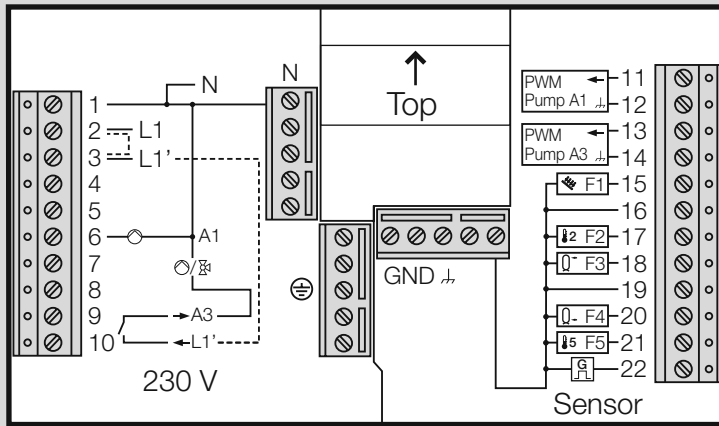 1
N
2
L1
3
L1'
4
5
6
A1
7
8
9
A3
10
L1'
230 V
N
Top
GND
PWM
Pump A1
11
12
PWM
Pump A3
13
14
F1
15
16
2
F2
17
F3
18
19
F4
20
5
F5
21
G
22
Sensor